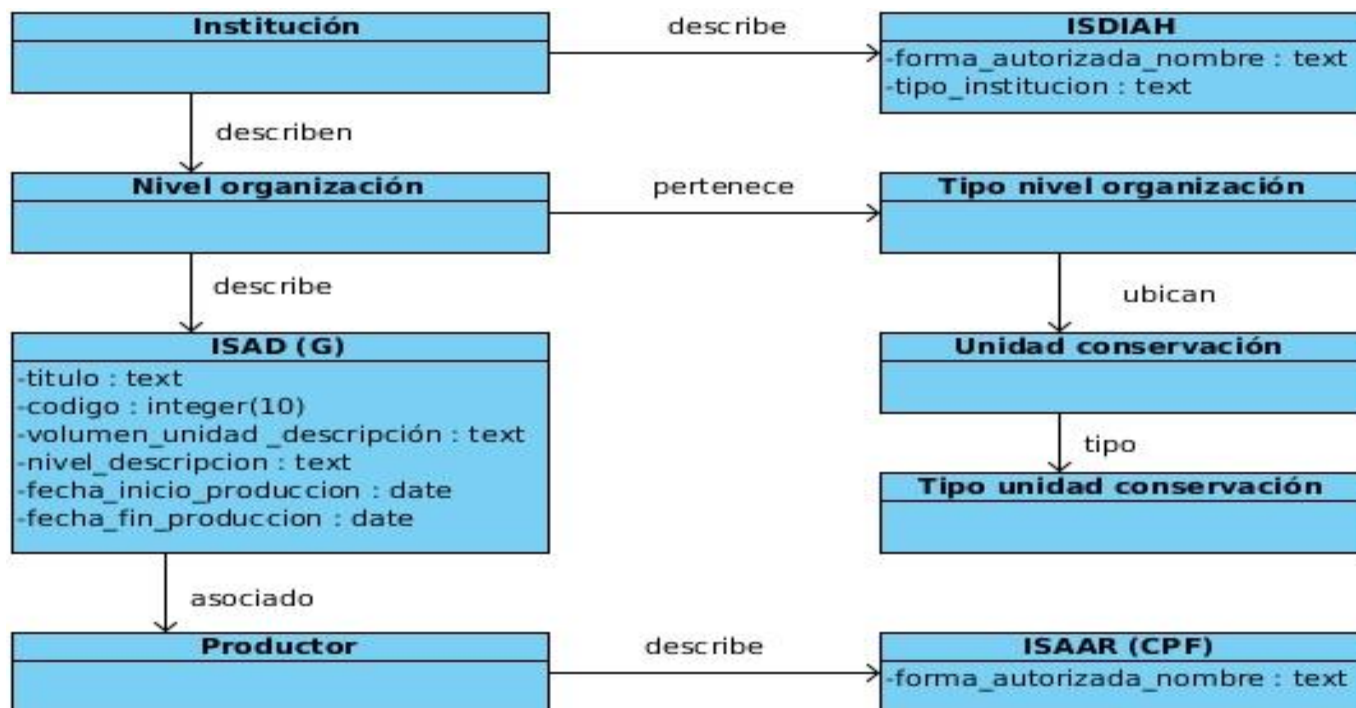 Institución
describe
ISDIAH
-forma_autorizada_nombre : text
-tipo_institucion : text
describen
Nivel organización
pertenece
Tipo nivel organización
describe
ubican
ISAD (G)
-titulo : text
-codigo : integer(10)
-volumen_unidad _descripción : text
-nivel_descripcion : text
-fecha_inicio_produccion : date
-fecha_fin_produccion : date
Unidad conservación
tipo
Tipo unidad conservación
asociado
Productor
describe
ISAAR (CPF)
-forma_autorizada_nombre : text